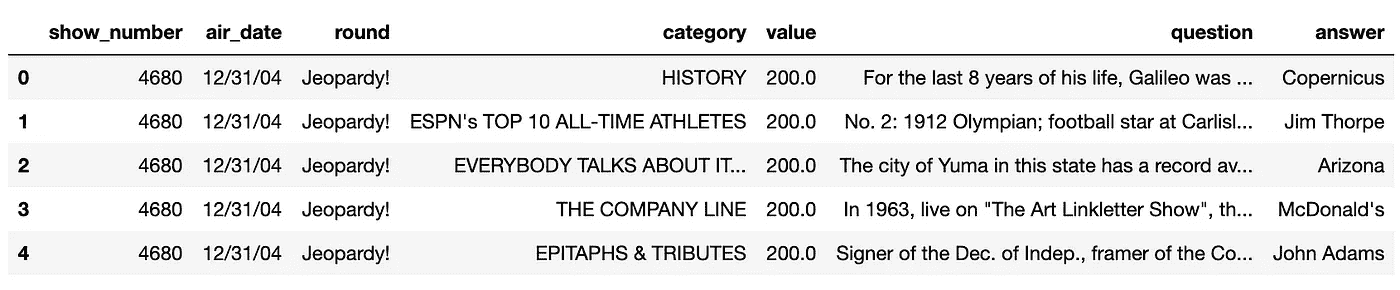 show_number air_date round category value question answer
0 4680 12/31/04 Jeopardy! HISTORY 200.0 For the last 8 years of his life, Galileo was ... Copernicus
1 4680 12/31/04 Jeopardy! ESPN's TOP 10 ALL-TIME ATHLETES 200.0 No. 2: 1912 Olympian; football star at Carlisl... Jim Thorpe
2 4680 12/31/04 Jeopardy! EVERYBODY TALKS ABOUT IT... 200.0 The city of Yuma in this state has a record av... Arizona
3 4680 12/31/04 Jeopardy! THE COMPANY LINE 200.0 In 1963, live on "The Art Linkletter Show", th... McDonald's
4 4680 12/31/04 Jeopardy! EPITAPHS & TRIBUTES 200.0 Signer of the Dec. of Indep., framer of the Co... John Adams